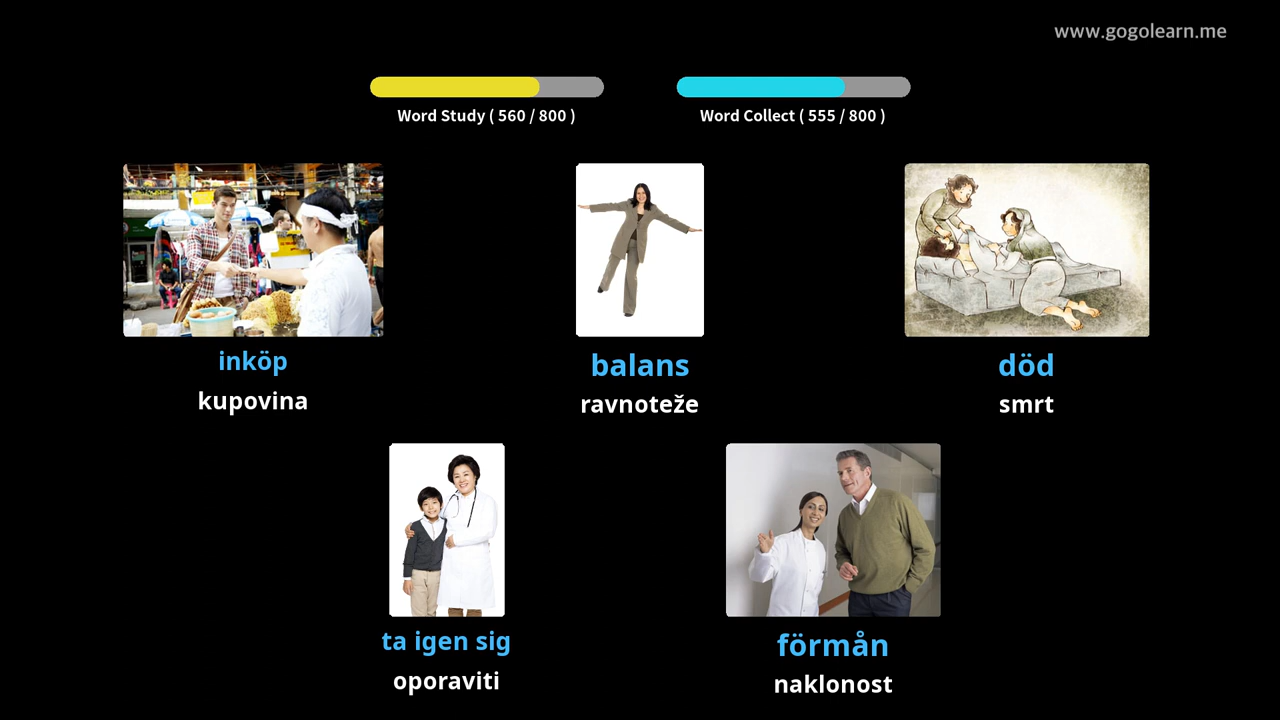 www.gogolearn.me
Word Study ( 560 / 800 )
Word Collect ( 555 / 800 )
inköp
kupovina
balans
ravnoteže
död
smrt
ta igen sig
oporaviti
förmån
naklonost